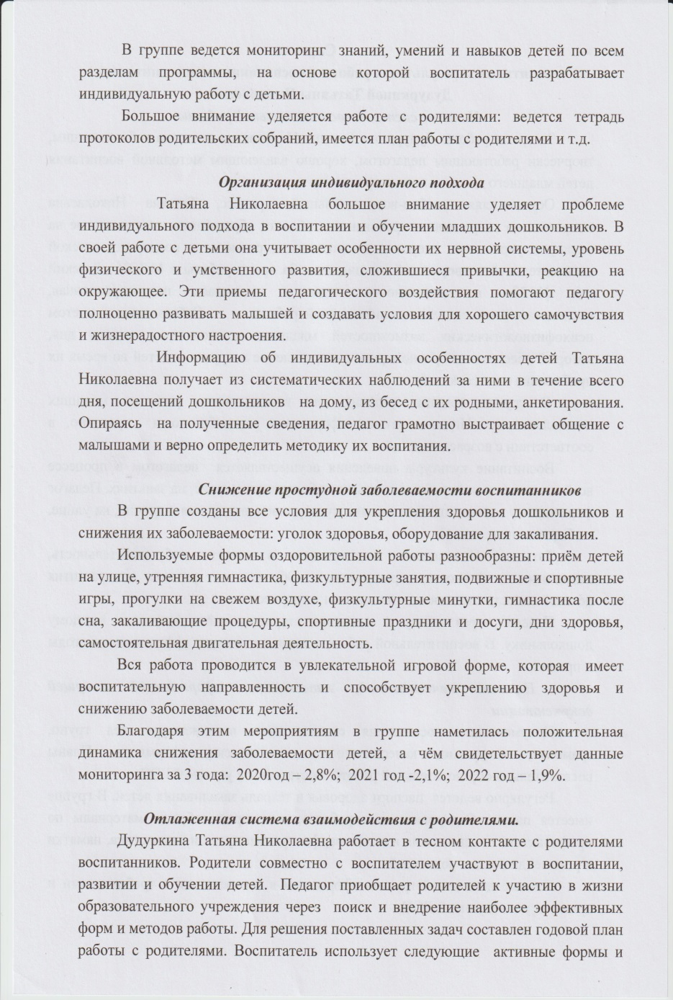 В группе ведется мониторинг знаний, умений и навыков детей по всем
разделам программы, на основе которой воспитатель разрабатывает
индивидуальную работу с детьми.
Большое внимание уделяется работе с родителями: ведется тетрадь
протоколов родительских собраний, имеется план работы с родителями и т.д.
Организация индивидуального подхода
Татьяна Николаевна большое внимание уделяет проблеме
индивидуального подхода в воспитании и обучении младших дошкольников. В
своей работе с детьми она учитывает особенности их нервной системы, уровень
физического и умственного развития, сложившиеся привычки, реакцию на
окружающее. Эти приемы педагогического воздействия помогают педагогу
полноценно развивать малышей и создавать условия для хорошего самочувствия
и жизнерадостного настроения.
Информацию об индивидуальных особенностях детей Татьяна
Николаевна получает из систематических наблюдений за ними в течение всего
дня, посещений дошкольников на дому, из бесед с их родными, анкетирования.
Опираясь на полученные сведения, педагог грамотно выстраивает общение с
малышами и верно определить методику их воспитания.
Снижение простудной заболеваемости воспитанников
В группе созданы все условия для укрепления здоровья дошкольников и
снижения их заболеваемости: уголок здоровья, оборудование для закаливания.
Используемые формы оздоровительной работы разнообразны: приём детей
на улице, утренняя гимнастика, физкультурные занятия, подвижные и спортивные
игры, прогулки на свежем воздухе, физкультурные минутки, гимнастика после
сна, закаливающие процедуры, спортивные праздники и досуги, дни здоровья,
самостоятельная двигательная деятельность.
Вся работа проводится в увлекательной игровой форме, которая имеет
воспитательную направленность и способствует укреплению здоровья и
снижению заболеваемости детей.
Благодаря этим мероприятиям в группе наметилась положительная
динамика снижения заболеваемости детей, а чём свидетельствует данные
мониторинга за 3 года: 2020год – 2,8%; 2021 год -2,1%; 2022 год – 1,9%.
Отлаженная система взаимодействия с родителями.
Дудуркина Татьяна Николаевна работает в тесном контакте с родителями
воспитанников. Родители совместно с воспитателем участвуют в воспитании,
развитии и обучении детей. Педагог приобщает родителей к участию в жизни
образовательного учреждения через поиск и внедрение наиболее эффективных
форм и методов работы. Для решения поставленных задач составлен годовой план
работы с родителями. Воспитатель использует следующие активные формы и